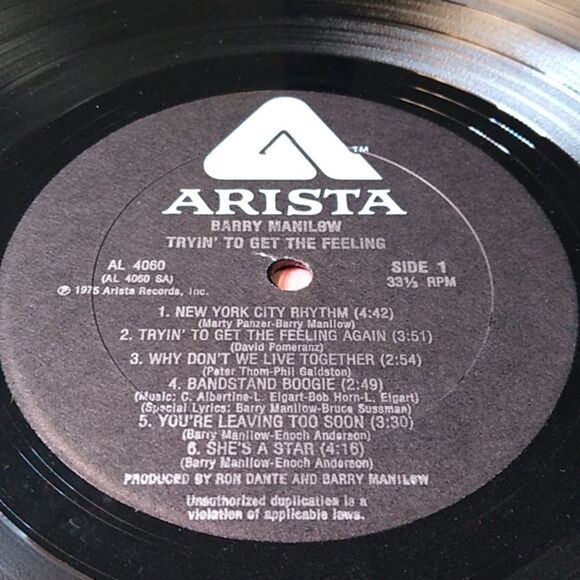 TM
ARISTA
BARRY MANILOW
TRYIN' TO GET THE FEELING
AL 4060
(AL 4060 SA)
℗ 1975 Arista Records, Inc.
SIDE 1
33⅓ RPM
1. NEW YORK CITY RHYTHM (4:42)
(Marty Panzer-Barry Manilow)
2. TRYIN' TO GET THE FEELING AGAIN (3:51)
(David Pomeranz)
3. WHY DON'T WE LIVE TOGETHER (2:54)
(Peter Thom-Phil Galdston)
4. BANDSTAND BOOGIE (2:49)
(Music: C. Albertine-L. Elgart-Bob Horn-L. Elgart)
(Special Lyrics: Barry Manilow-Bruce Sussman)
5. YOU'RE LEAVING TOO SOON (3:30)
(Barry Manilow-Enoch Anderson)
6. SHE'S A STAR (4:16)
(Barry Manilow-Enoch Anderson)
PRODUCED BY RON DANTE AND BARRY MANILOW
Unauthorized duplication is a
violation of applicable laws.